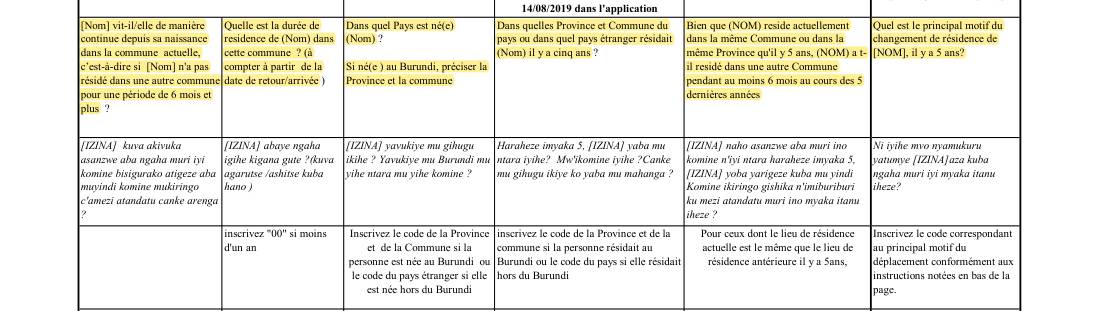 14/08/2019 dans l'application
[Nom] vit-il/elle de manière
continue depuis sa naissance
dans la commune  actuelle,
c'est-à-dire si  [Nom] n'a pas
résidé dans une autre commune
pour une période de 6 mois et
plus  ?
Quelle est la durée de
residence de (Nom) dans
cette commune  ? (à
compter à partir  de la
date de retour/arrivée )
Dans quel Pays est né(e)
(Nom) ?
Si né(e ) au Burundi, préciser la
Province et la commune
Dans quelles Province et Commune du
pays ou dans quel pays étranger résidait
(Nom) il y a cinq ans ?
Bien que (NOM) reside actuellement
dans la même Commune ou dans la
même Province qu'il y 5 ans, (NOM) a t-
il residé dans une autre Commune
pendant au moins 6 mois au cours des 5
dernières années
Quel est le principal motif du
changement de résidence de
[NOM], il y a 5 ans?
[IZINA]  kuva akivuka
asanzwe aba ngaha muri iyi
komine bisigurako atigeze aba
muyindi komine mukiringo
c'amezi atandatu canke arenga
?
[IZINA] abaye ngaha
igihe kigana gute ?(kuva
agarutse /ashitse kuba
hano )
[IZINA] yavukiye mu gihugu
ikihe ? Yavukiye mu Burundi mu
yihe ntara mu yihe komine ?
Haraheze imyaka 5, [IZINA] yaba mu
ntara iyihe?  Mw'ikomine iyihe ?Canke
mu gihugu ikiye ko yaba mu mahanga ?
[IZINA] naho asanzwe aba muri ino
komine n'iyi ntara haraheze imyaka 5,
[IZINA] yoba yarigeze kuba mu yindi
Komine ikiringo gishika n'imiburiburi
ku mezi atandatu muri ino myaka itanu
iheze ?
Ni iyihe mvo nyamukuru
yatumye [IZINA]aza kuba
ngaha muri iyi myaka itanu
iheze?
inscrivez "00" si moins
d'un an
Inscrivez le code de la Province
et  de la Commune si la
personne est née au Burundi  ou
le code du pays étranger si elle
est née hors du Burundi
inscrivez le code de la Province et de la
commune si la personne résidait au
Burundi ou le code du pays si elle résidait
hors du Burundi
Pour ceux dont le lieu de résidence
actuelle est le même que le lieu de
résidence antérieure il y a 5ans,
Inscrivez le code correspondant
au principal motif du
déplacement conformément aux
instructions notées en bas de la
page.